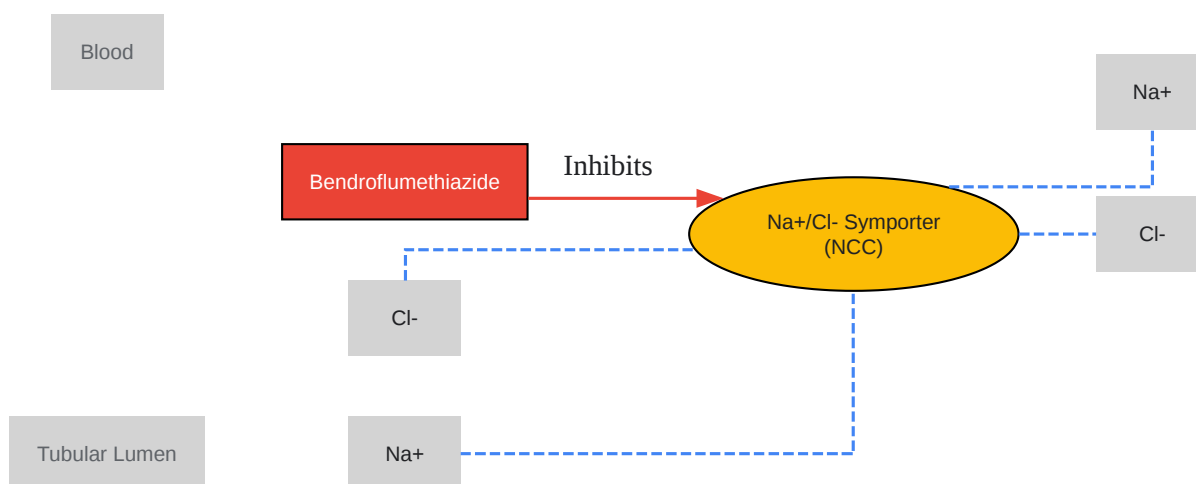 Blood
Na+
Bendroflumethiazide
Inhibits
Na+/Cl- Symporter
(NCC)
Cl-
Cl-
Tubular Lumen
Na+